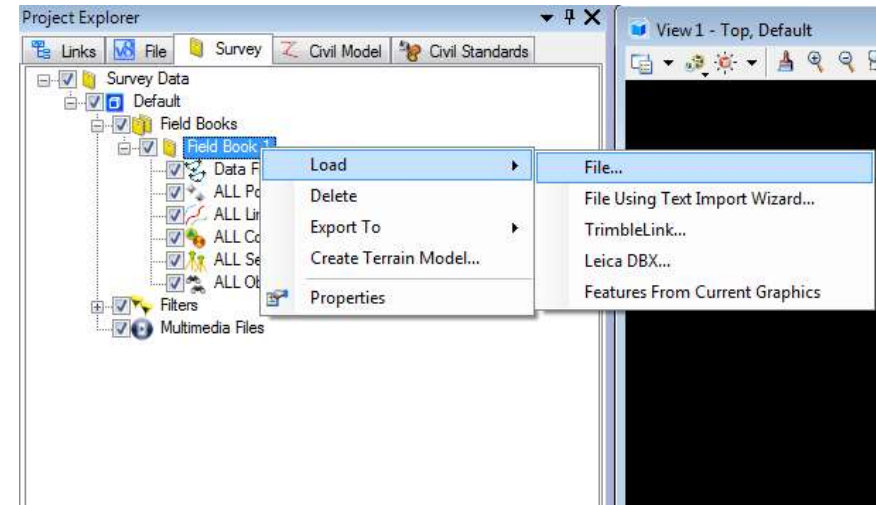 Project Explorer
Links File Survey Civil Model Civil Standards
Survey Data
Default
Field Books
Field Book 1
Data F
ALL Po
ALL Lin
ALL Co
ALL Se
ALL Ob
Filters
Multimedia Files
Load
Delete
Export To
Create Terrain Model...
Properties
File...
File Using Text Import Wizard...
TrimbleLink...
Leica DBX...
Features From Current Graphics
View 1 - Top, Default